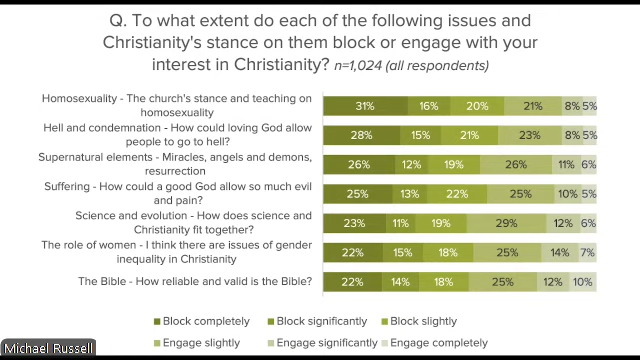 Q. To what extent do each of the following issues and
Christianity's stance on them block or engage with your
interest in Christianity? n=1,024 (all respondents)
Homosexuality - The church's stance and teaching on
homosexuality
31% 16% 20% 21% 8% 5%
Hell and condemnation - How could loving God allow
people to go to hell?
28% 15% 21% 23% 8% 5%
Supernatural elements - Miracles, angels and demons,
resurrection
26% 12% 19% 26% 11% 6%
Suffering - How could a good God allow so much evil
and pain?
25% 13% 22% 25% 10% 5%
Science and evolution - How does science and
Christianity fit together?
23% 11% 19% 29% 12% 6%
The role of women - I think there are issues of gender
inequality in Christianity
22% 15% 18% 25% 14% 7%
The Bible - How reliable and valid is the Bible?
22% 14% 18% 25% 12% 10%
Block completely Block significantly Block slightly
Engage slightly Engage significantly Engage completely
Michael Russell